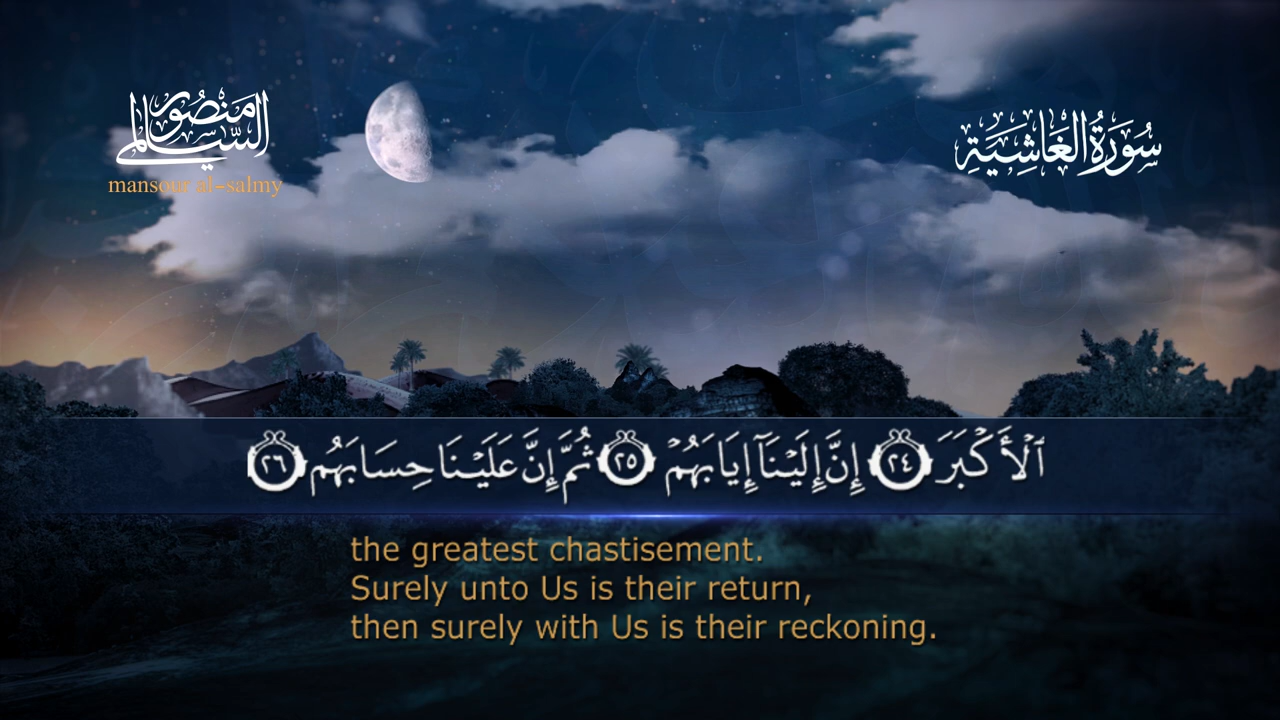 منصور السالمي
mansour al-salmy
سُورَةُ الغَاشِيَةِ
ٱلْأَكْبَرَ ٢٤ إِنَّ إِلَيْنَآ إِيَابَهُمْ ٢٥ ثُمَّ إِنَّ عَلَيْنَا حِسَابَهُم ٢٦
the greatest chastisement.
Surely unto Us is their return,
then surely with Us is their reckoning.